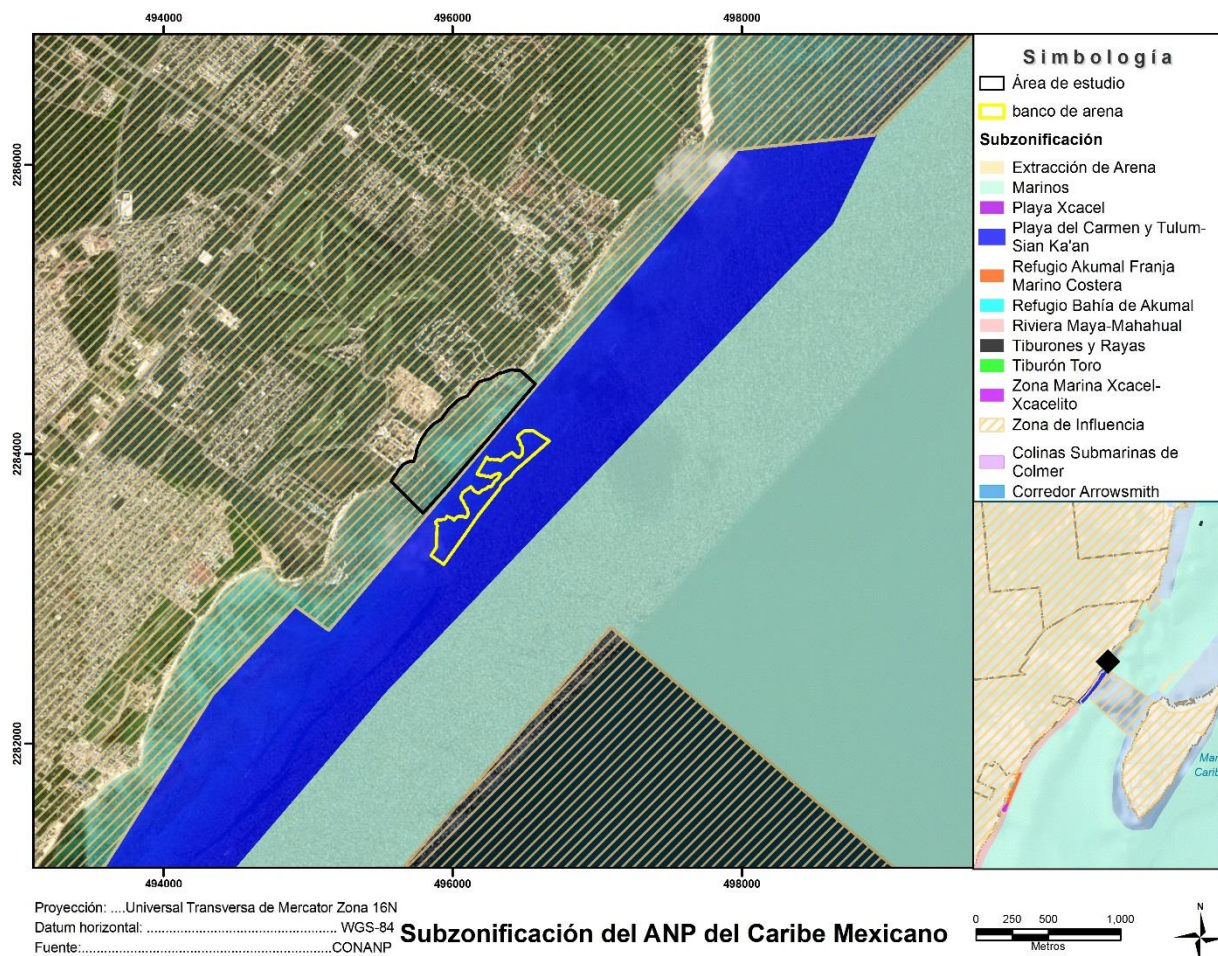 494000
496000
498000
2286000
2284000
2282000
494000
496000
498000
Simbología
Área de estudio
banco de arena
Subzonificación
Extracción de Arena
Marinos
Playa Xcacel
Playa del Carmen y Tulum-
Sian Ka'an
Refugio Akumal Franja
Marino Costera
Refugio Bahía de Akumal
Riviera Maya-Mahahual
Tiburones y Rayas
Tiburón Toro
Zona Marina Xcacel-
Xcacelito
Zona de Influencia
Colinas Submarinas de
Colmer
Corredor Arrowsmith
Mar
Carib
Proyección: ....Universal Transversa de Mercator Zona 16N
Datum horizontal: ................................ WGS-84
Fuente:..........................................CONANP
Subzonificación del ANP del Caribe Mexicano
0 250 500 1,000
Metros
N